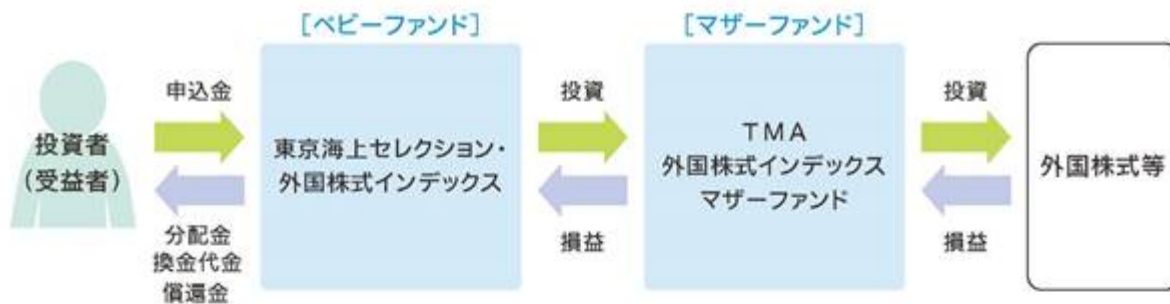 [ベビーファンド]
[マザーファンド]
投資者
(受益者)
申込金
分配金
換金代金
償還金
東京海上セレクション・
外国株式インデックス
投資
損益
TMA
外国株式インデックス
マザーファンド
投資
損益
外国株式等